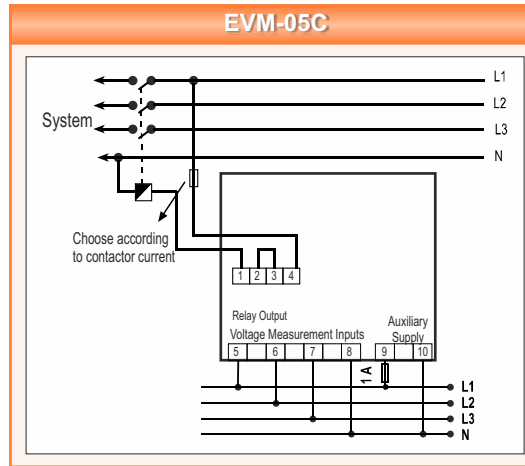 EVM-05C
L1
L2
System
L3
N
Choose according
to contactor current
1 2 3 4
Relay Output
Voltage Measurement Inputs
Auxiliary
Supply
5 6 7 8 9 10
1 A
L1
L2
L3
N